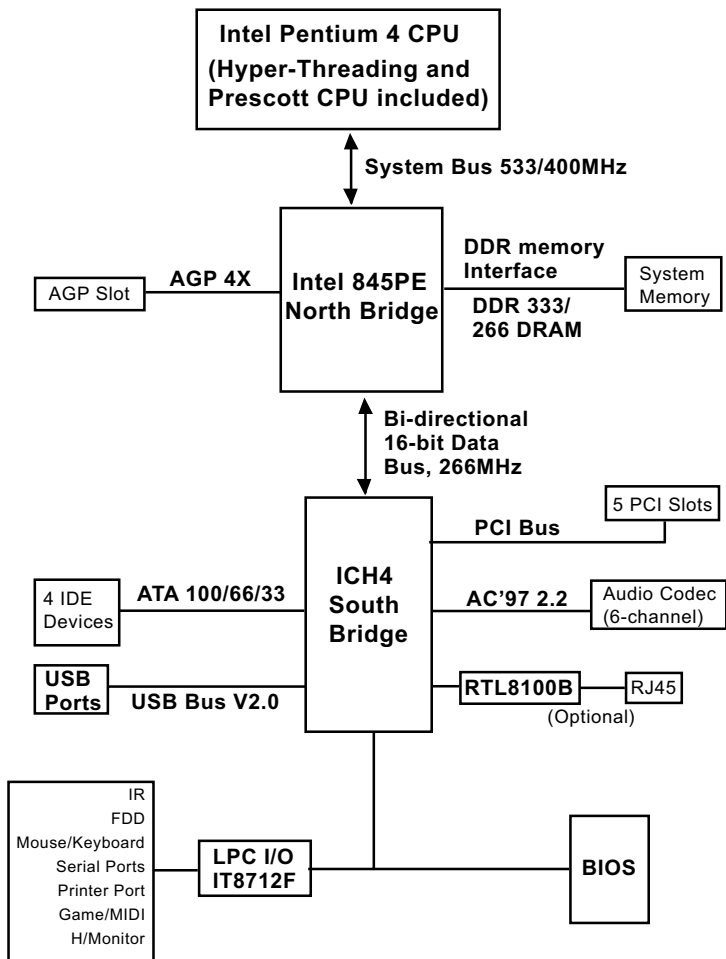 Intel Pentium 4 CPU
(Hyper-Threading and
Prescott CPU included)
System Bus 533/400MHz
AGP Slot
AGP 4X
Intel 845PE
North Bridge
DDR memory
Interface
DDR 333/
266 DRAM
System
Memory
Bi-directional
16-bit Data
Bus, 266MHz
5 PCI Slots
PCI Bus
ICH4
South
Bridge
4 IDE
Devices
ATA 100/66/33
AC’97 2.2
Audio Codec
(6-channel)
USB
Ports
USB Bus V2.0
RTL8100B
(Optional)
RJ45
IR
FDD
Mouse/Keyboard
Serial Ports
Printer Port
Game/MIDI
H/Monitor
LPC I/O
IT8712F
BIOS